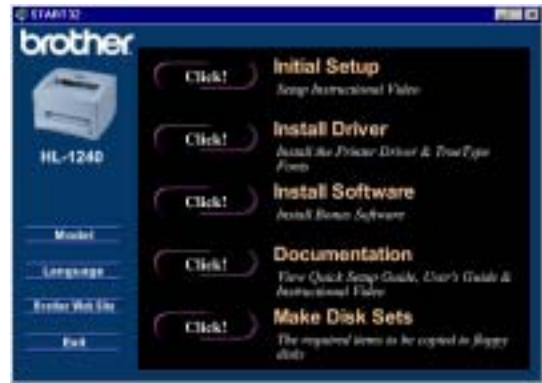 START32
brother
HL-1240
Model
Language
Brother Web Site
Exit
Click!
Initial Setup
Setup Instructional Video
Click!
Install Driver
Install the Printer Driver & TrueType
Fonts
Click!
Install Software
Install Bonus Software
Click!
Documentation
View Quick Setup Guide, User's Guide &
Instructional Video
Click!
Make Disk Sets
The required items to be copied to floppy
disks